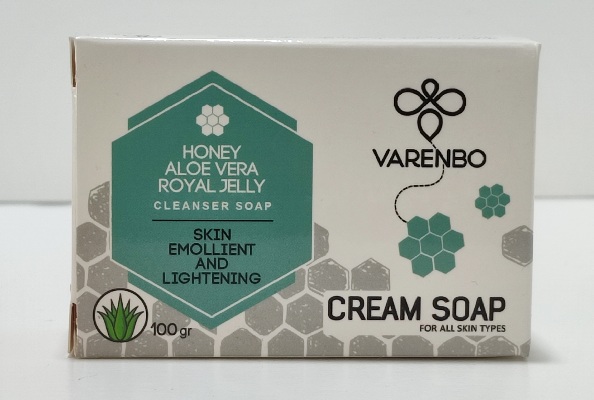 HONEY
ALOE VERA
ROYAL JELLY
CLEANSER SOAP
SKIN
EMOLLIENT
AND
LIGHTENING
100 gr
VARENBO
CREAM SOAP
FOR ALL SKIN TYPES